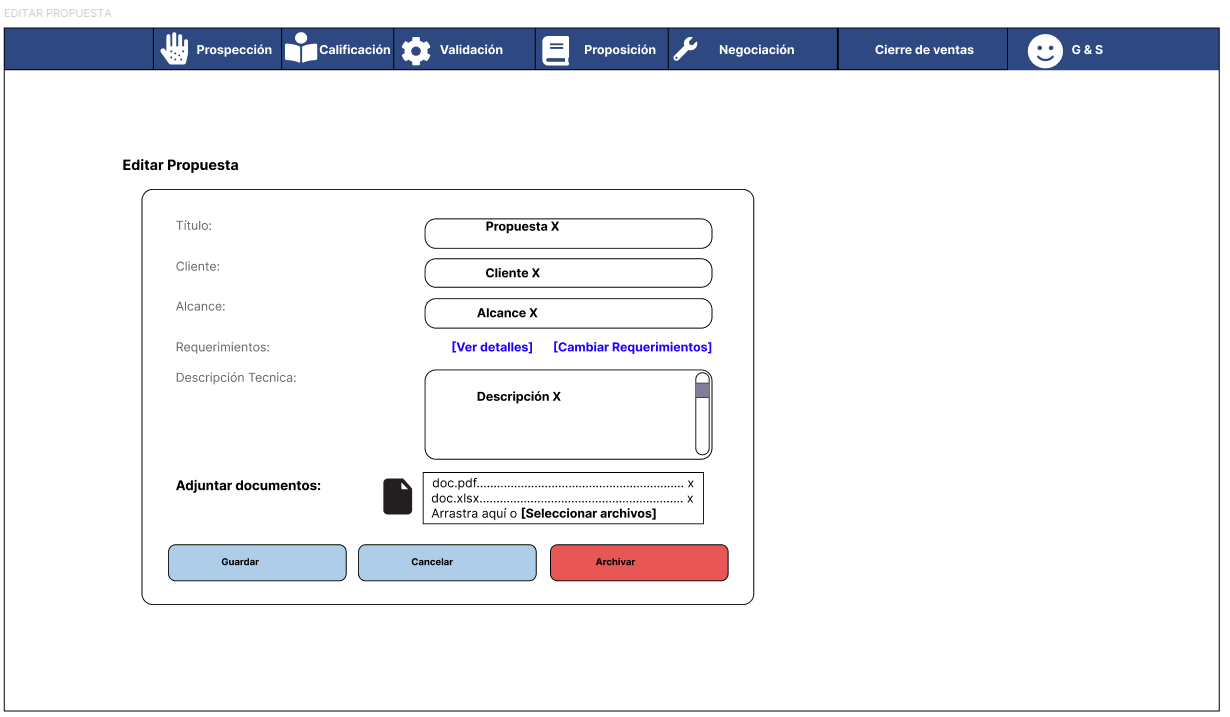 EDITAR PROPUESTA
Prospección Calificación Validación Proposición Negociación Cierre de ventas G & S
Editar Propuesta
Título: Propuesta X
Cliente: Cliente X
Alcance: Alcance X
Requerimientos: [Ver detalles] [Cambiar Requerimientos]
Descripción Tecnica:
Descripción X
Adjuntar documentos:
doc.pdf.............................................................. x
doc.xlsx............................................................. x
Arrastra aquí o [Seleccionar archivos]
Guardar Cancelar Archivar